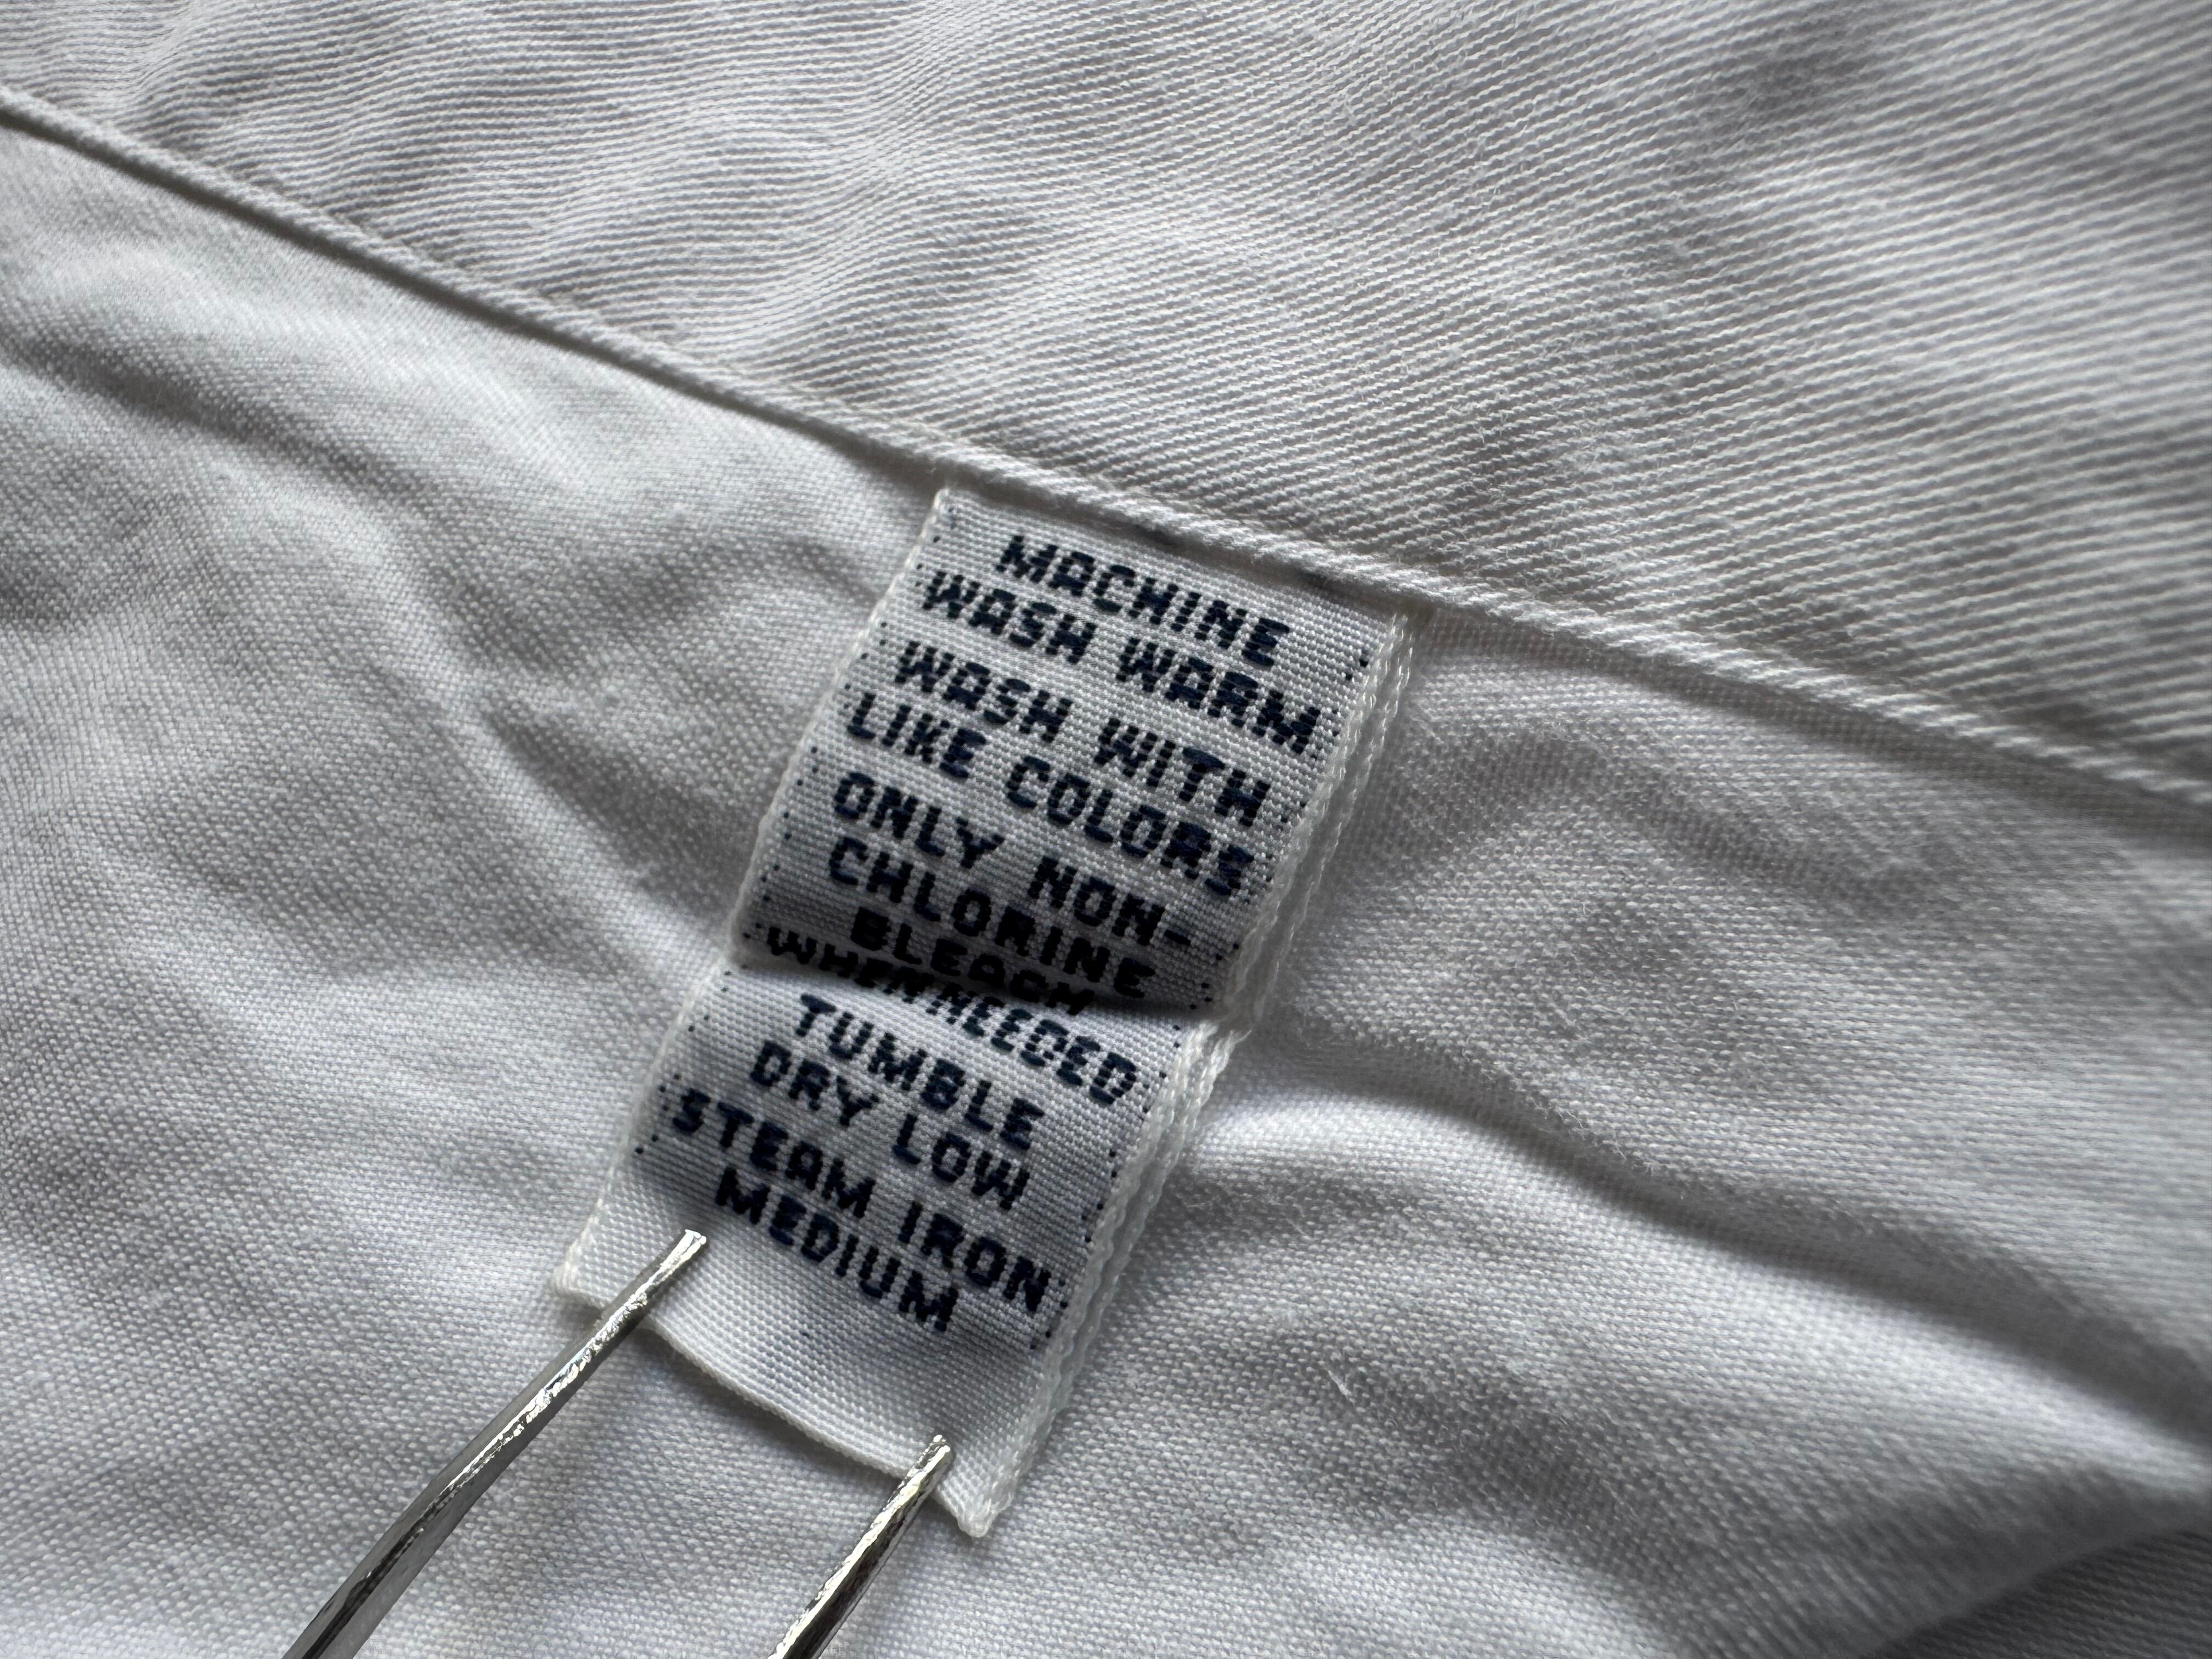 MACHINE
WASH WARM
WASH WITH
LIKE COLORS
ONLY NON-
CHLORINE
BLEACH
WHEN NEEDED
TUMBLE
DRY LOW
STEAM IRON
MEDIUM